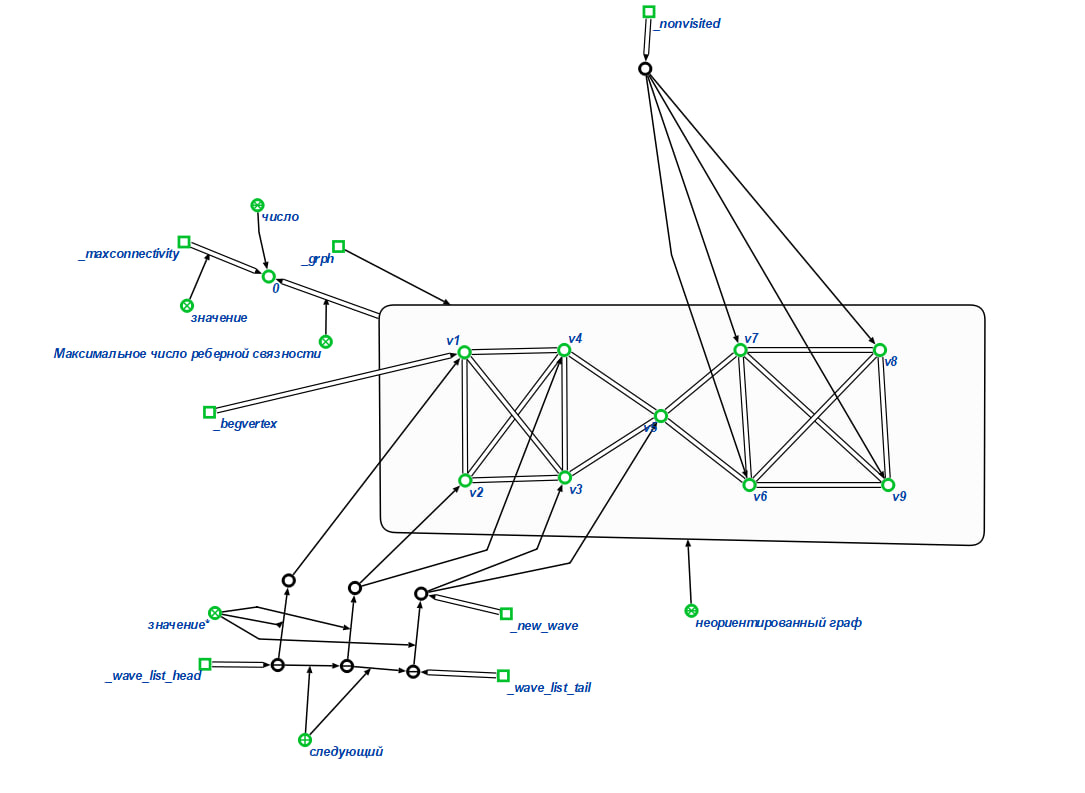 _nonvisited
число
_maxconnectivity
_grph
0
значение
Максимальное число реберной связности
v1
v4
v7
v8
_begvertex
v5
v2
v3
v6
v9
значение*
_new_wave
неориентированный граф
_wave_list_head
_wave_list_tail
следующий